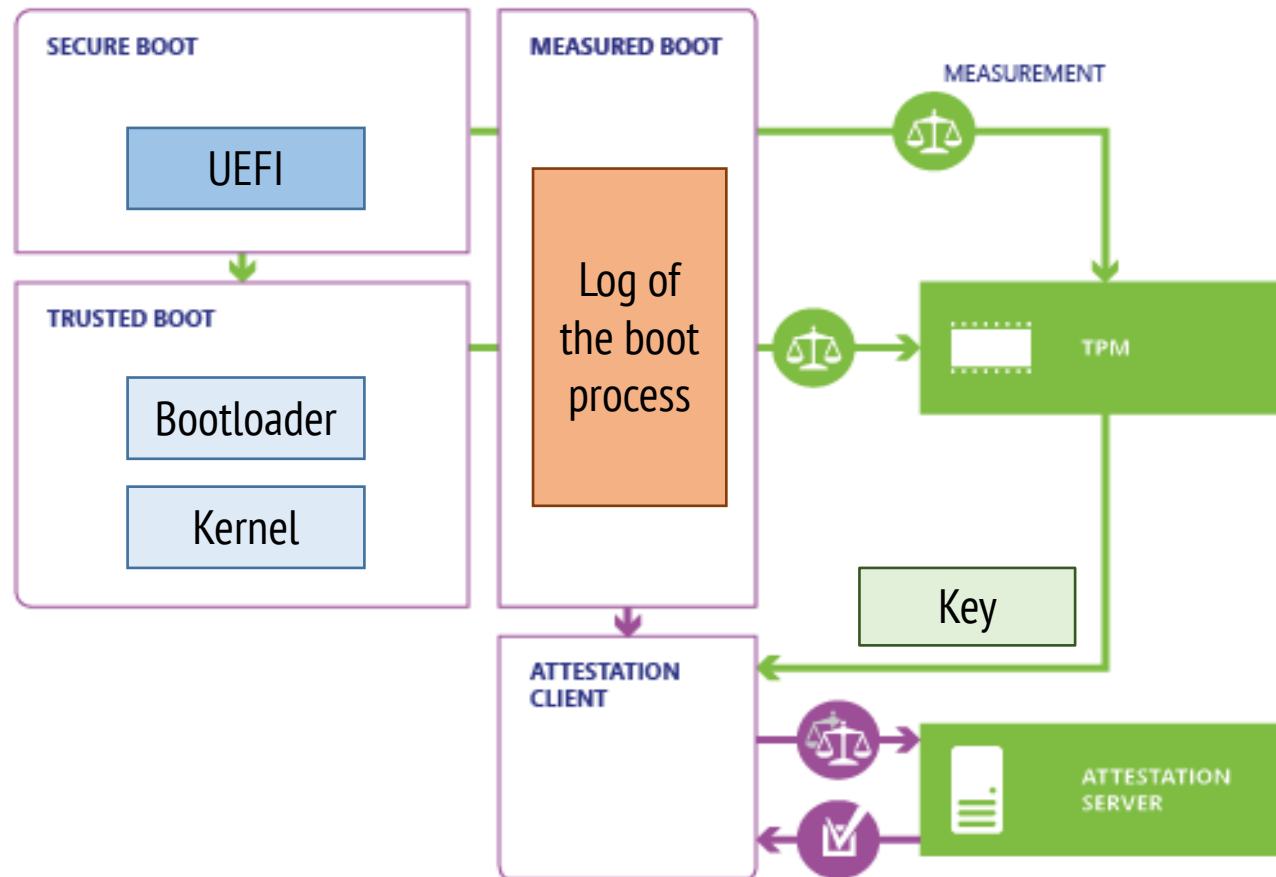 SECURE BOOT
UEFI
TRUSTED BOOT
Bootloader
Kernel
MEASURED BOOT
Log of
the boot
process
MEASUREMENT
TPM
Key
ATTESTATION
CLIENT
ATTESTATION
SERVER